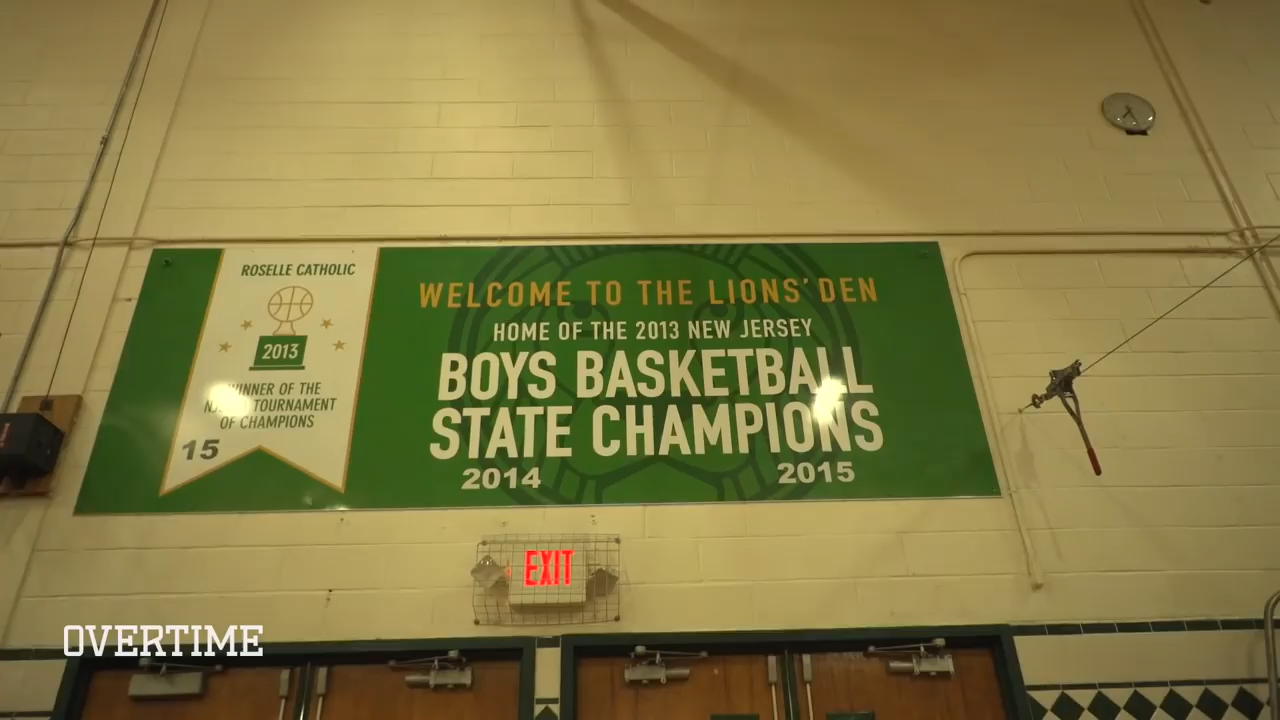 ROSELLE CATHOLIC
2013
WINNER OF THE
TOURNAMENT
OF CHAMPIONS
15
WELCOME TO THE LIONS' DEN
HOME OF THE 2013 NEW JERSEY
BOYS BASKETBALL
STATE CHAMPIONS
2014 2015
EXIT
OVERTIME